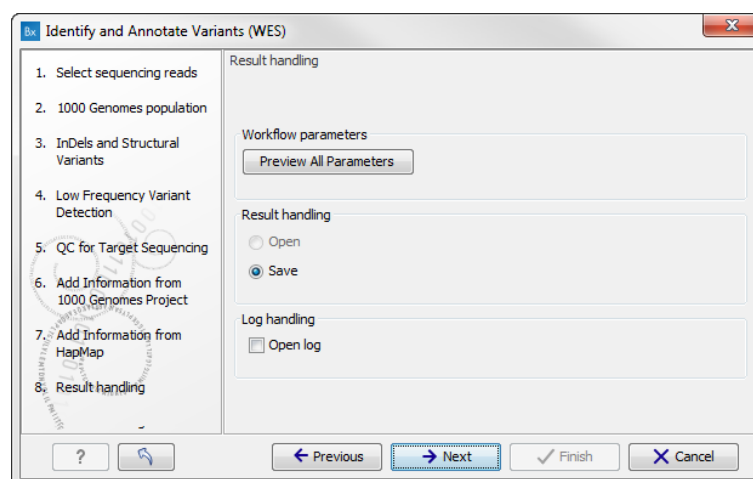 Bx Identify and Annotate Variants (WES)
1. Select sequencing reads
2. 1000 Genomes population
3. InDels and Structural
Variants
4. Low Frequency Variant
Detection
5. QC for Target Sequencing
6. Add Information from
1000 Genomes Project
7. Add Information from
HapMap
8. Result handling
Result handling
Workflow parameters
Preview All Parameters
Result handling
Open
Save
Log handling
Open log
?
Previous
Next
Finish
Cancel